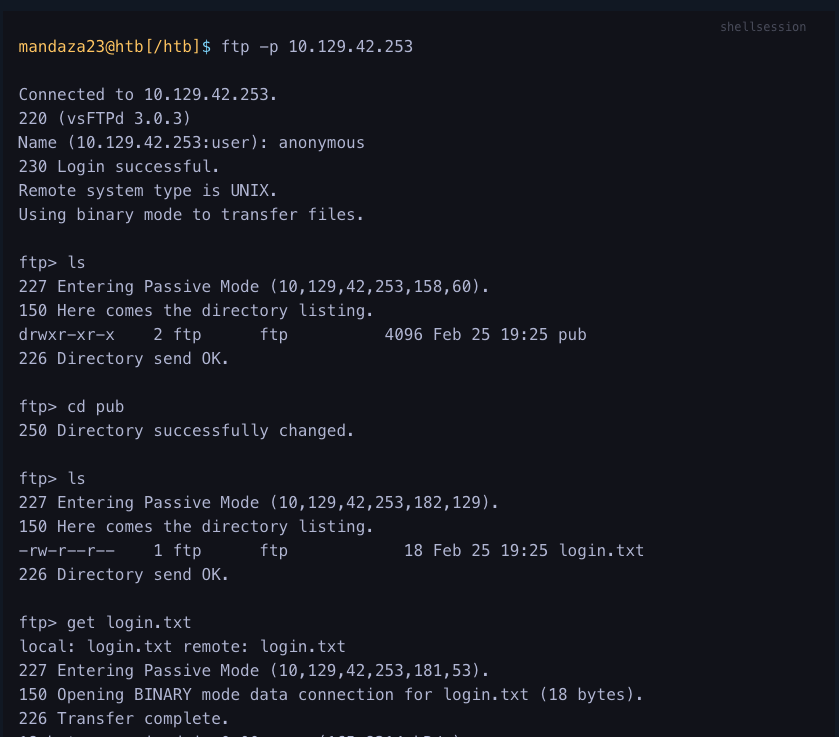 shellsession
mandaza23@htb[/htb]$ ftp -p 10.129.42.253
Connected to 10.129.42.253.
220 (vsFTPd 3.0.3)
Name (10.129.42.253:user): anonymous
230 Login successful.
Remote system type is UNIX.
Using binary mode to transfer files.
ftp> ls
227 Entering Passive Mode (10,129,42,253,158,60).
150 Here comes the directory listing.
drwxr-xr-x    2 ftp      ftp          4096 Feb 25 19:25 pub
226 Directory send OK.
ftp> cd pub
250 Directory successfully changed.
ftp> ls
227 Entering Passive Mode (10,129,42,253,182,129).
150 Here comes the directory listing.
-rw-r--r--    1 ftp      ftp            18 Feb 25 19:25 login.txt
226 Directory send OK.
ftp> get login.txt
local: login.txt remote: login.txt
227 Entering Passive Mode (10,129,42,253,181,53).
150 Opening BINARY mode data connection for login.txt (18 bytes).
226 Transfer complete.